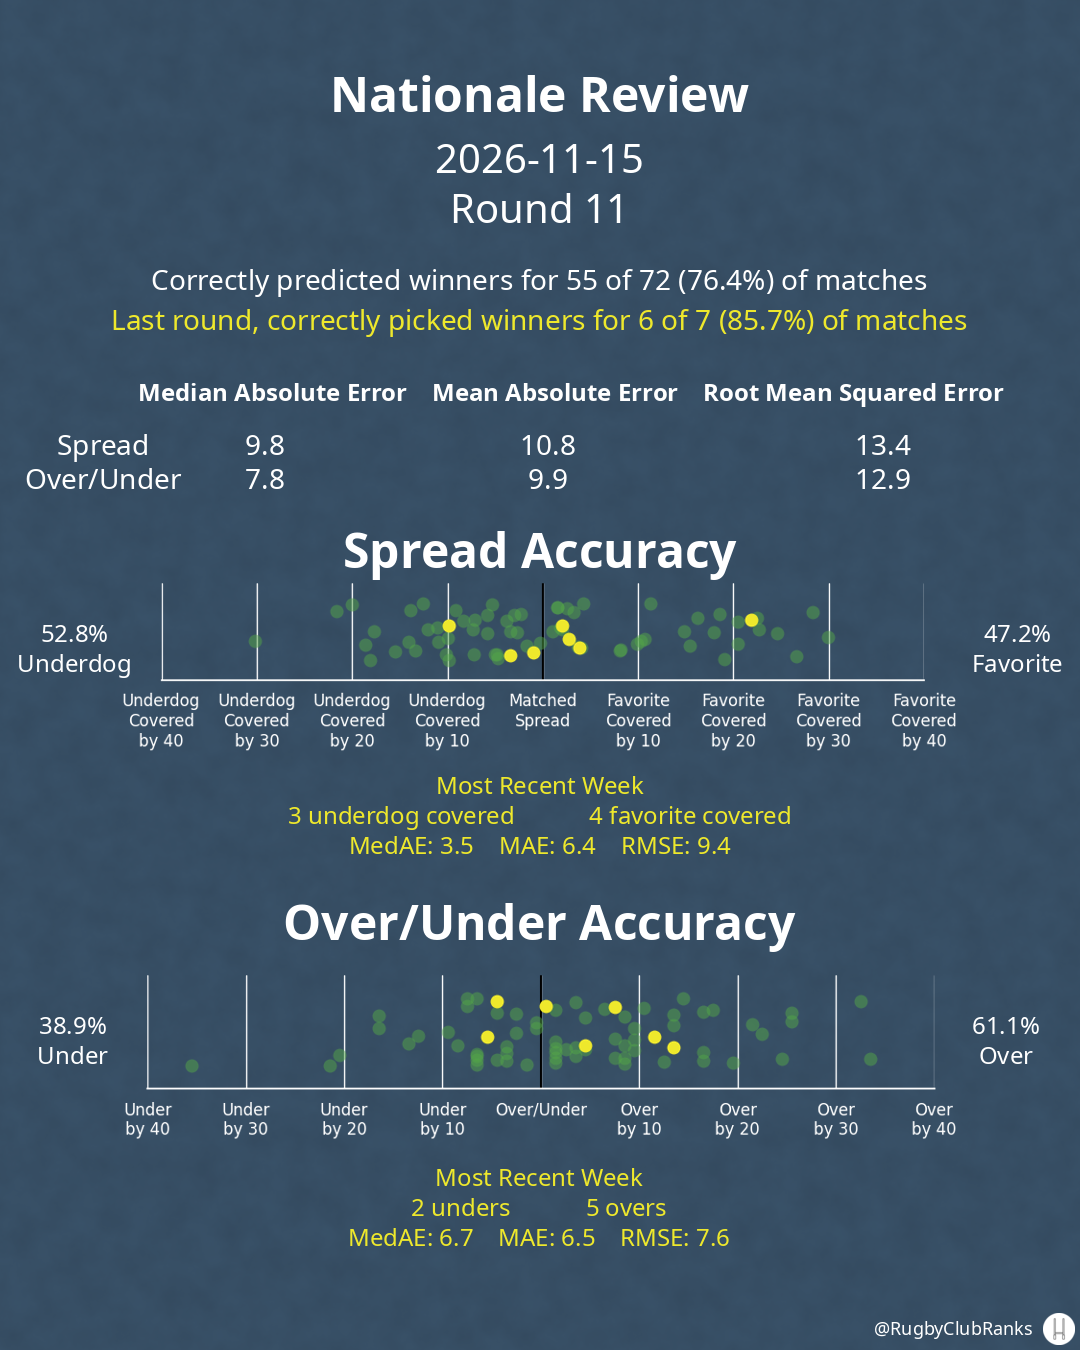 Nationale Review
2026-11-15
Round 11
Correctly predicted winners for 55 of 72 (76.4%) of matches
Last round, correctly picked winners for 6 of 7 (85.7%) of matches
Median Absolute Error Mean Absolute Error Root Mean Squared Error
Spread 9.8 10.8 13.4
Over/Under 7.8 9.9 12.9
Spread Accuracy
52.8%
Underdog
47.2%
Favorite
Underdog Underdog Underdog Underdog Matched Favorite Favorite Favorite Favorite
Covered Covered Covered Covered Spread Covered Covered Covered Covered
by 40 by 30 by 20 by 10 by 10 by 20 by 30 by 40
Most Recent Week
3 underdog covered 4 favorite covered
MedAE: 3.5 MAE: 6.4 RMSE: 9.4
Over/Under Accuracy
38.9%
Under
61.1%
Over
Under Under Under Under Over/Under Over Over Over Over
by 40 by 30 by 20 by 10 by 10 by 20 by 30 by 40
Most Recent Week
2 unders 5 overs
MedAE: 6.7 MAE: 6.5 RMSE: 7.6
@RugbyClubRanks